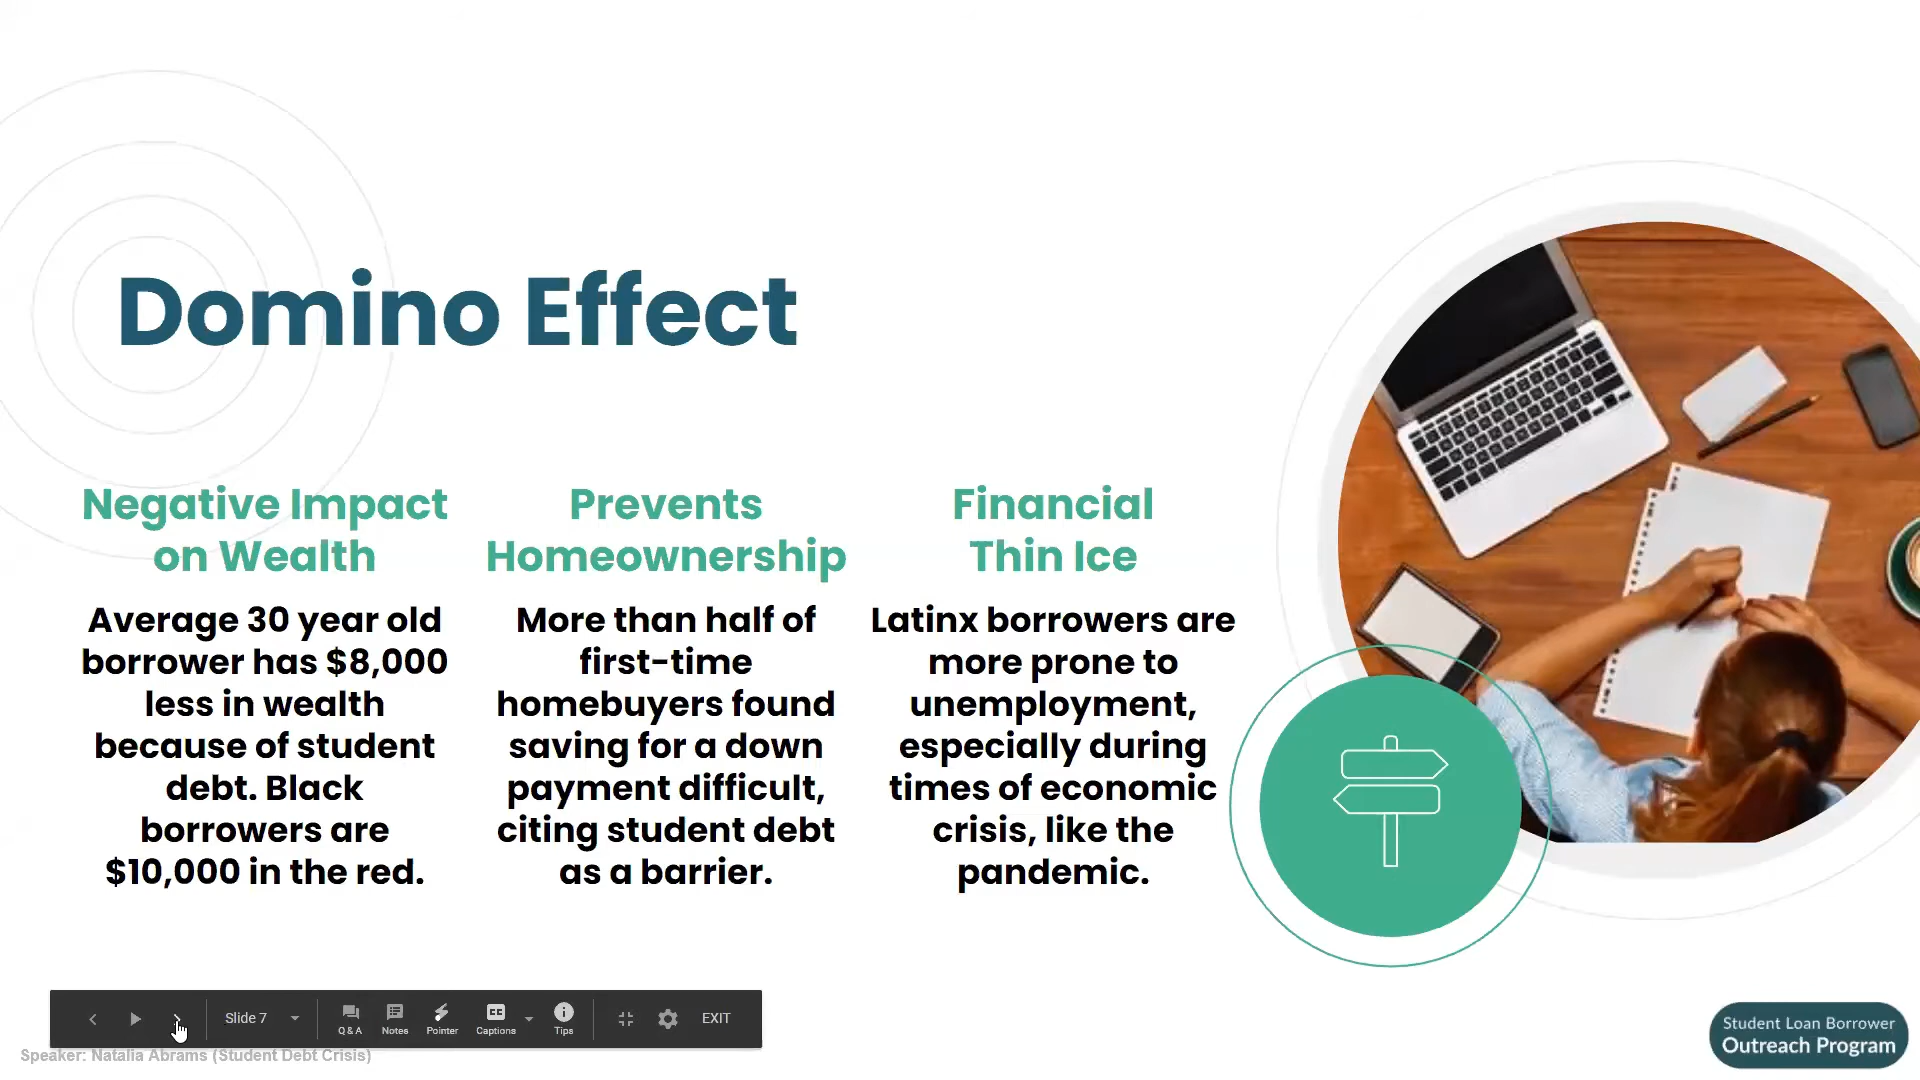 Domino Effect
Negative Impact
on Wealth
Average 30 year old
borrower has $8,000
less in wealth
because of student
debt. Black
borrowers are
$10,000 in the red.
Prevents
Homeownership
More than half of
first-time
homebuyers found
saving for a down
payment difficult,
citing student debt
as a barrier.
Financial
Thin Ice
Latinx borrowers are
more prone to
unemployment,
especially during
times of economic
crisis, like the
pandemic.
Slide 7
Q & A
Notes
Pointer
CC
Captions
Tips
EXIT
Speaker: Natalia Abrams (Student Debt Crisis)
Student Loan Borrower
Outreach Program